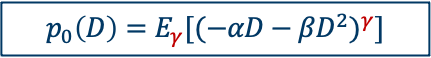 p₀(D) = E_γ[(−αD − βD²)^γ]